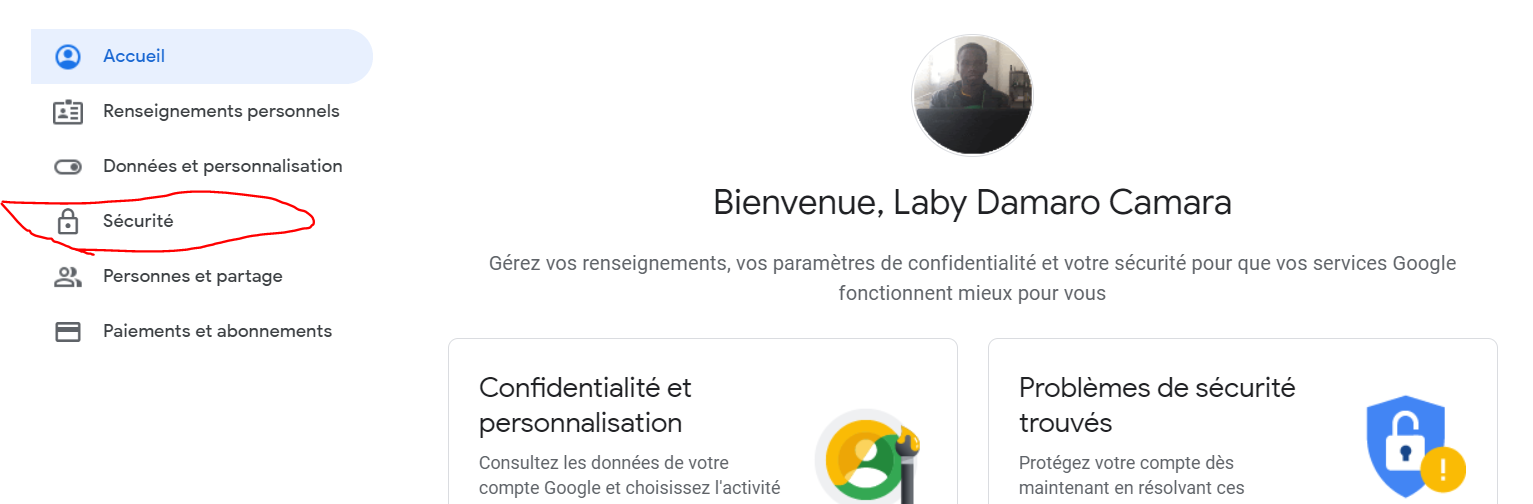 Accueil
Renseignements personnels
Données et personnalisation
Sécurité
Personnes et partage
Paiements et abonnements
Bienvenue, Laby Damaro Camara
Gérez vos renseignements, vos paramètres de confidentialité et votre sécurité pour que vos services Google
fonctionnent mieux pour vous
Confidentialité et
personnalisation
Consultez les données de votre
compte Google et choisissez l'activité
Problèmes de sécurité
trouvés
Protégez votre compte dès
maintenant en résolvant ces